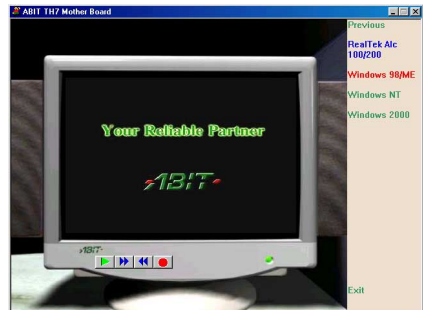 ABIT TH7 Mother Board
Previous
RealTek Alc
100/200
Windows 98/ME
Windows NT
Windows 2000
Your Reliable Partner
ABIT
ABIT
Exit